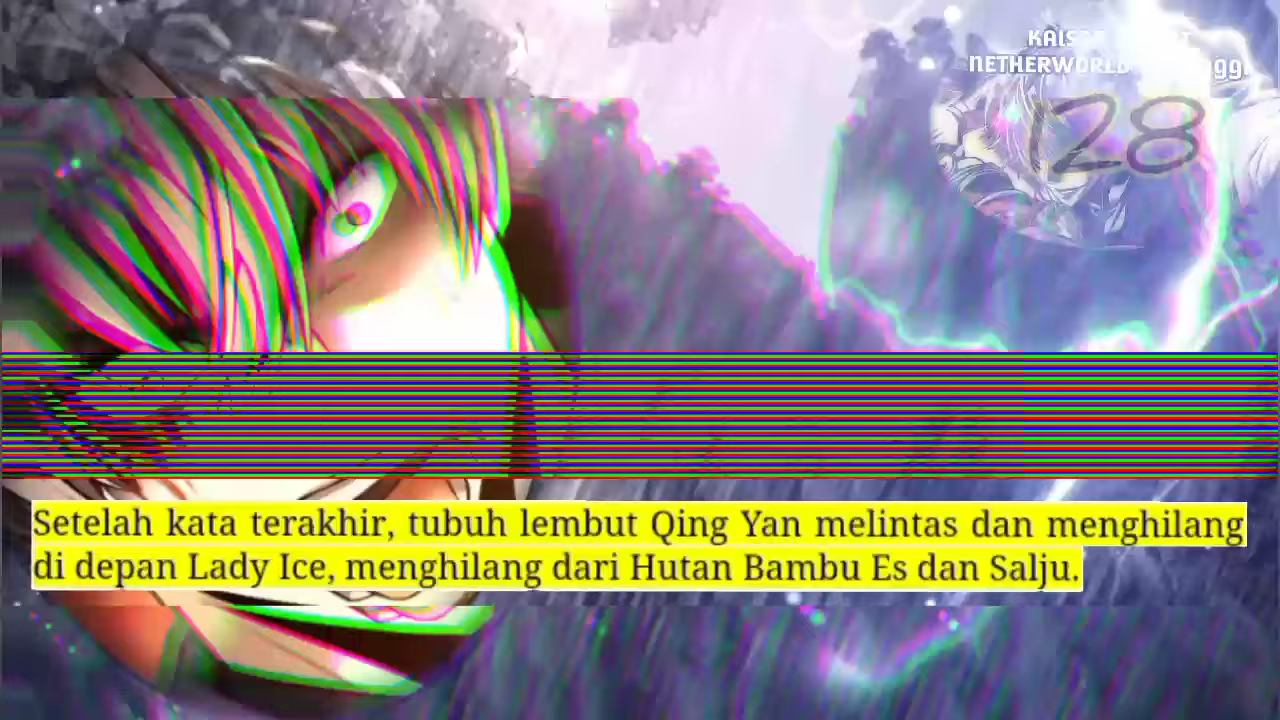 NETHERWORLD
128
Setelah kata terakhir, tubuh lembut Qing Yan melintas dan menghilang
di depan Lady Ice, menghilang dari Hutan Bambu Es dan Salju.